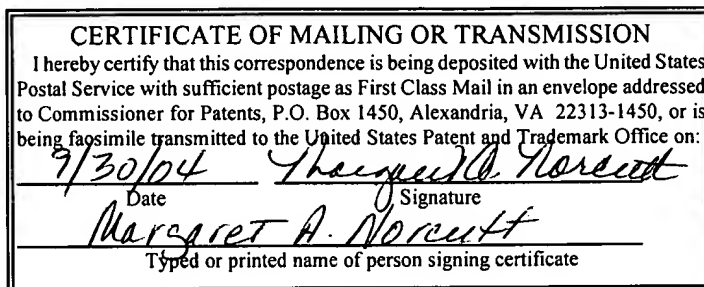 CERTIFICATE OF MAILING OR TRANSMISSION
I hereby certify that this correspondence is being deposited with the United States
Postal Service with sufficient postage as First Class Mail in an envelope addressed
to Commissioner for Patents, P.O. Box 1450, Alexandria, VA 22313-1450, or is
being facsimile transmitted to the United States Patent and Trademark Office on:
9/30/04 Margaret A. Norcutt
Date Signature
Margaret A. Norcutt
Typed or printed name of person signing certificate